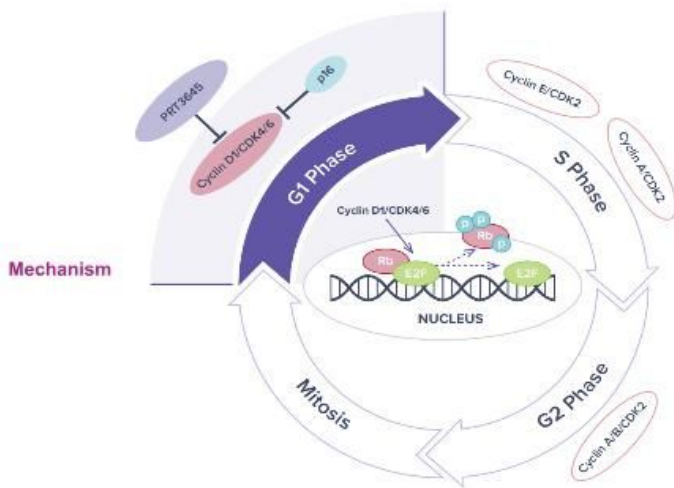 PRT3645
p16
Cyclin D1/CDK4/6
G1 Phase
Cyclin E/CDK2
Cyclin A/CDK2
S Phase
Mechanism
Cyclin D1/CDK4/6
P
P
Rb
P
Rb
E2F
E2F
NUCLEUS
Mitosis
G2 Phase
Cyclin A/B/CDK2